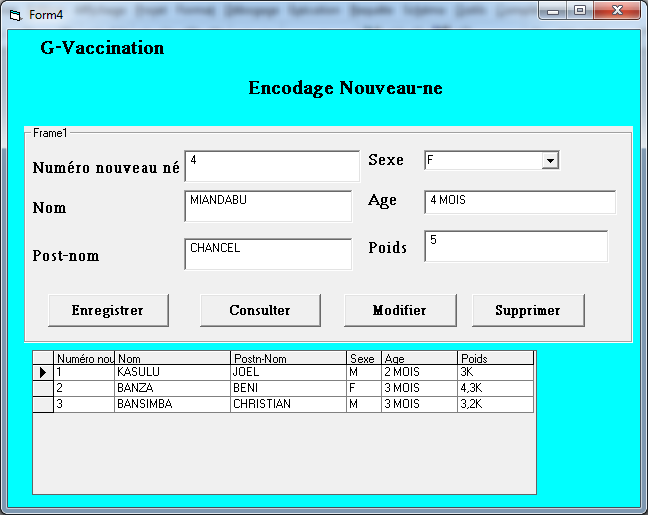 Form4
G-Vaccination
Encodage Nouveau-ne
Frame1
Numéro nouveau né 4 Sexe F
Nom MIANDABU Age 4 MOIS
Post-nom CHANCEL Poids 5
Enregistrer Consulter Modifier Supprimer
Numéro nou Nom Postn-Nom Sexe Age Poids
1 KASULU JOEL M 2 MOIS 3K
2 BANZA BENI F 3 MOIS 4,3K
3 BANSIMBA CHRISTIAN M 3 MOIS 3,2K